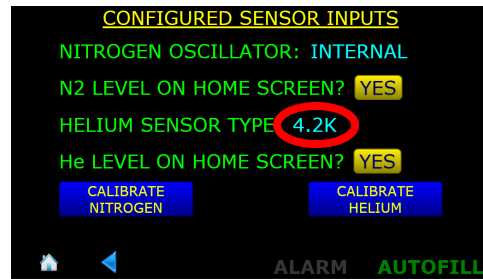 CONFIGURED SENSOR INPUTS
NITROGEN OSCILLATOR: INTERNAL
N2 LEVEL ON HOME SCREEN? YES
HELIUM SENSOR TYPE 4.2K
He LEVEL ON HOME SCREEN? YES
CALIBRATE
NITROGEN
CALIBRATE
HELIUM
ALARM AUTOFILL